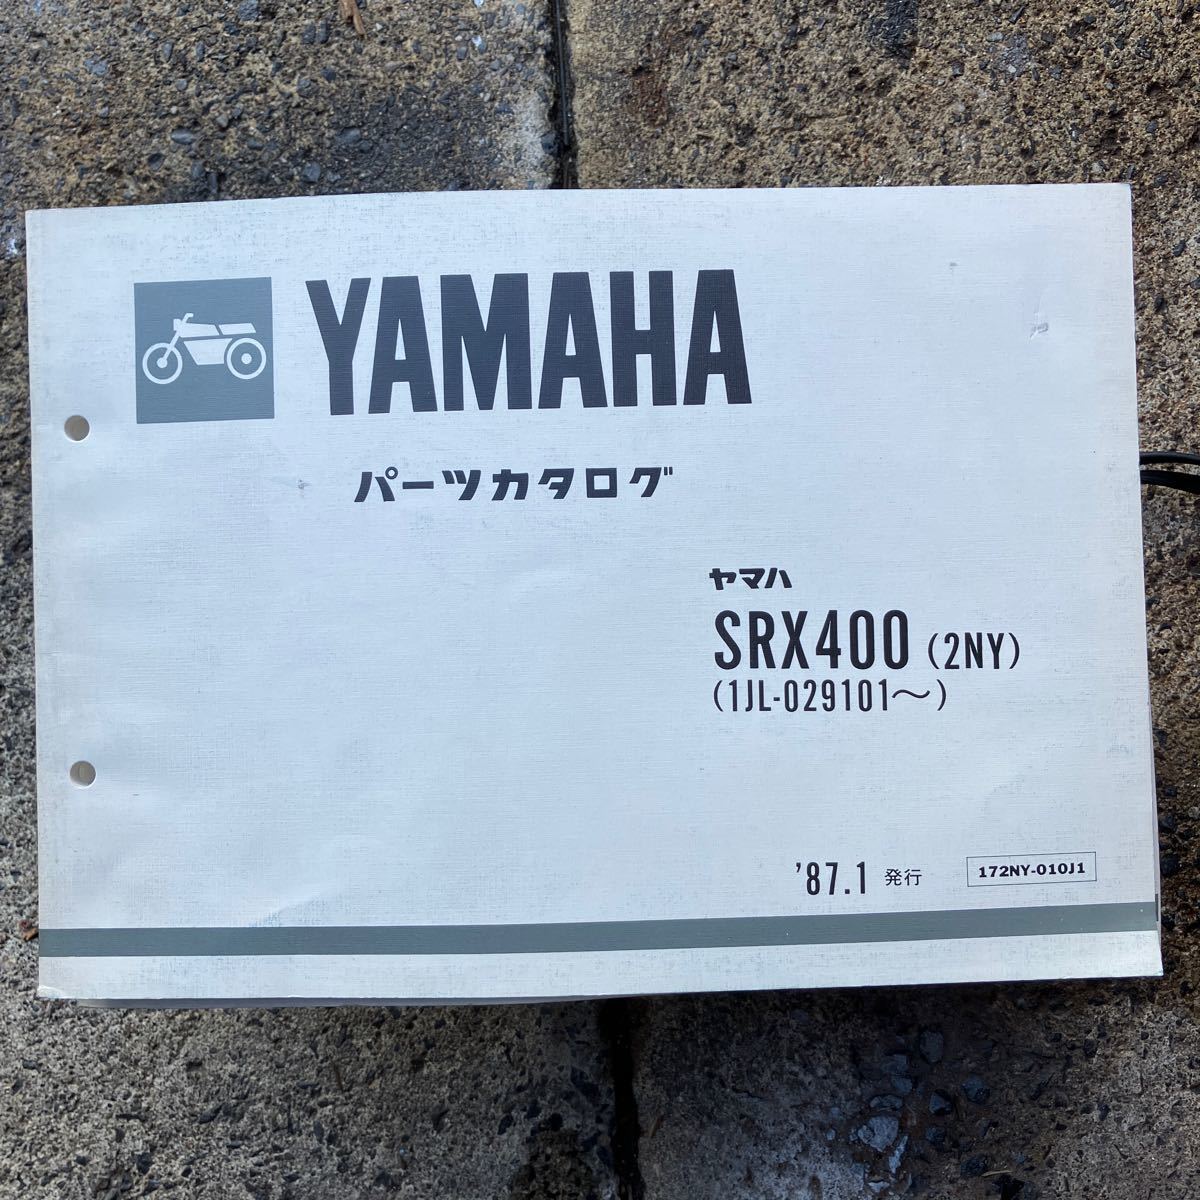 YAMAHA
パーツカタログ
ヤマハ
SRX400 (2NY)
(1JL-029101〜)
'87.1 発行
172NY-010J1